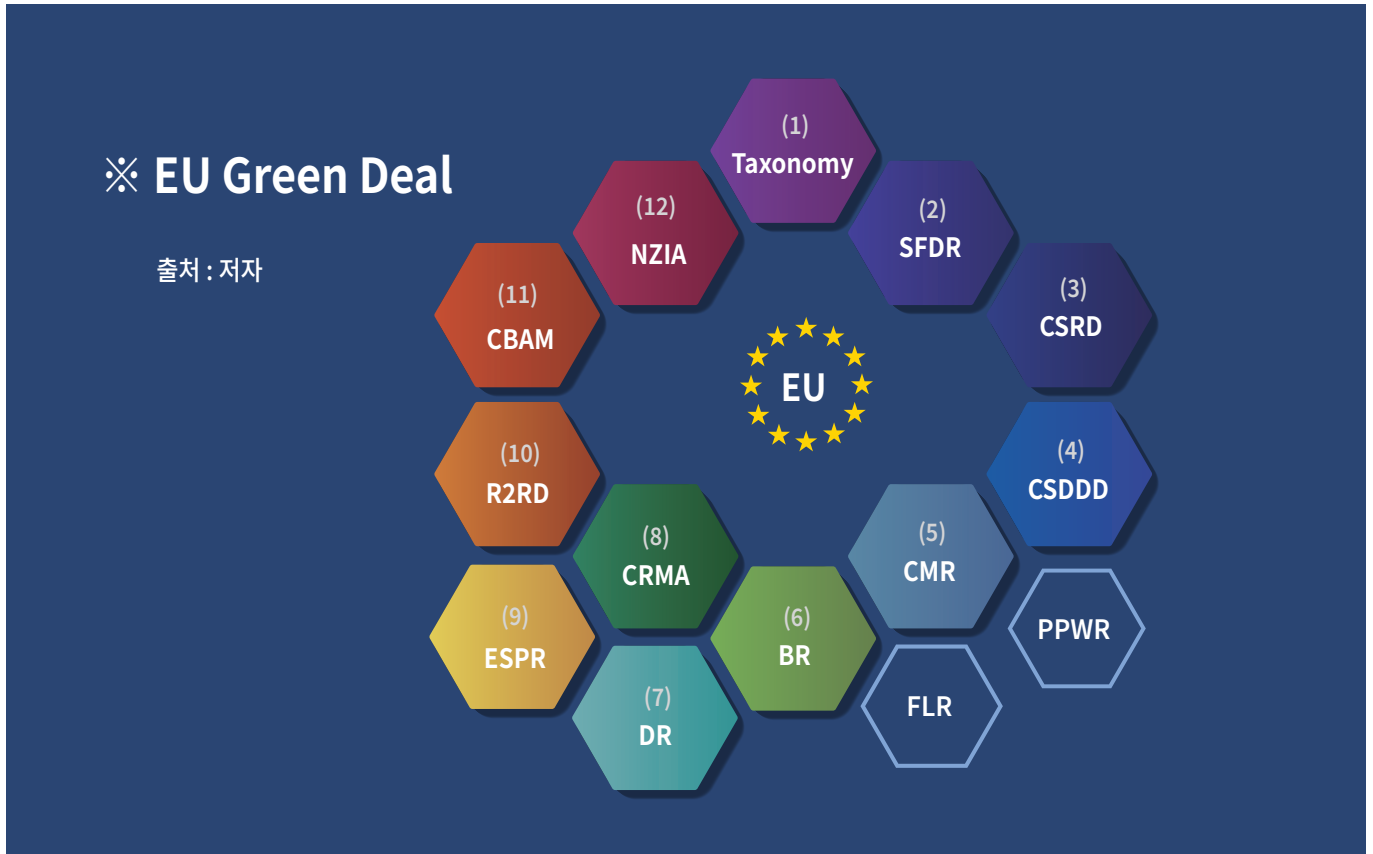 ※ EU Green Deal
출처 : 저자
(1)
Taxonomy
(2)
SFDR
(3)
CSRD
(4)
CSDDD
(5)
CMR
(6)
BR
(7)
DR
(8)
CRMA
(9)
ESPR
(10)
R2RD
(11)
CBAM
(12)
NZIA
EU
PPWR
FLR